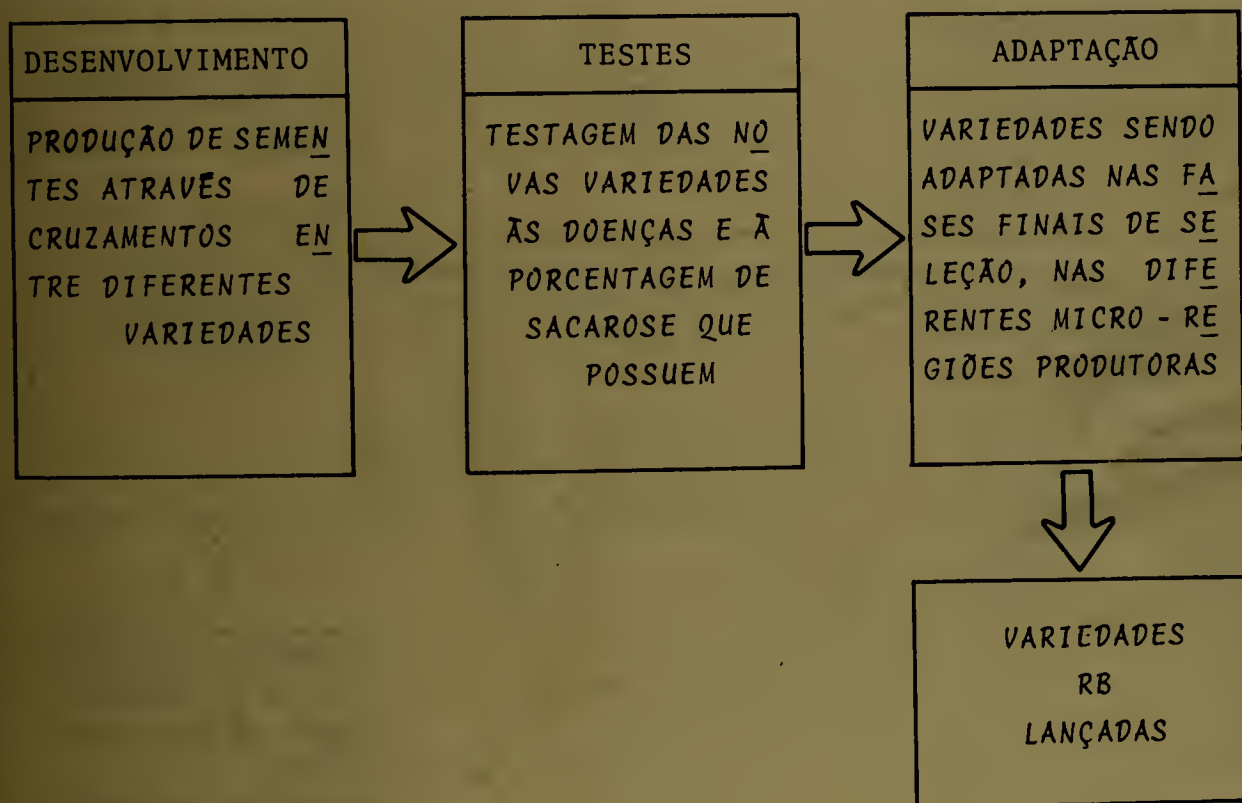 DESENVOLVIMENTO
PRODUÇÃO DE SEMEN
TES ATRAVÉS DE
CRUZAMENTOS EN
TRE DIFERENTES
VARIEDADES
TESTES
TESTAGEM DAS NO
VAS VARIEDADES
ÀS DOENÇAS E À
PORCENTAGEM DE
SACAROSE QUE
POSSUEM
ADAPTAÇÃO
VARIEDADES SENDO
ADAPTADAS NAS FA
SES FINAIS DE SE
LEÇÃO, NAS DIFE
RENTES MICRO - RE
GIÕES PRODUTORAS
VARIEDADES
RB
LANÇADAS